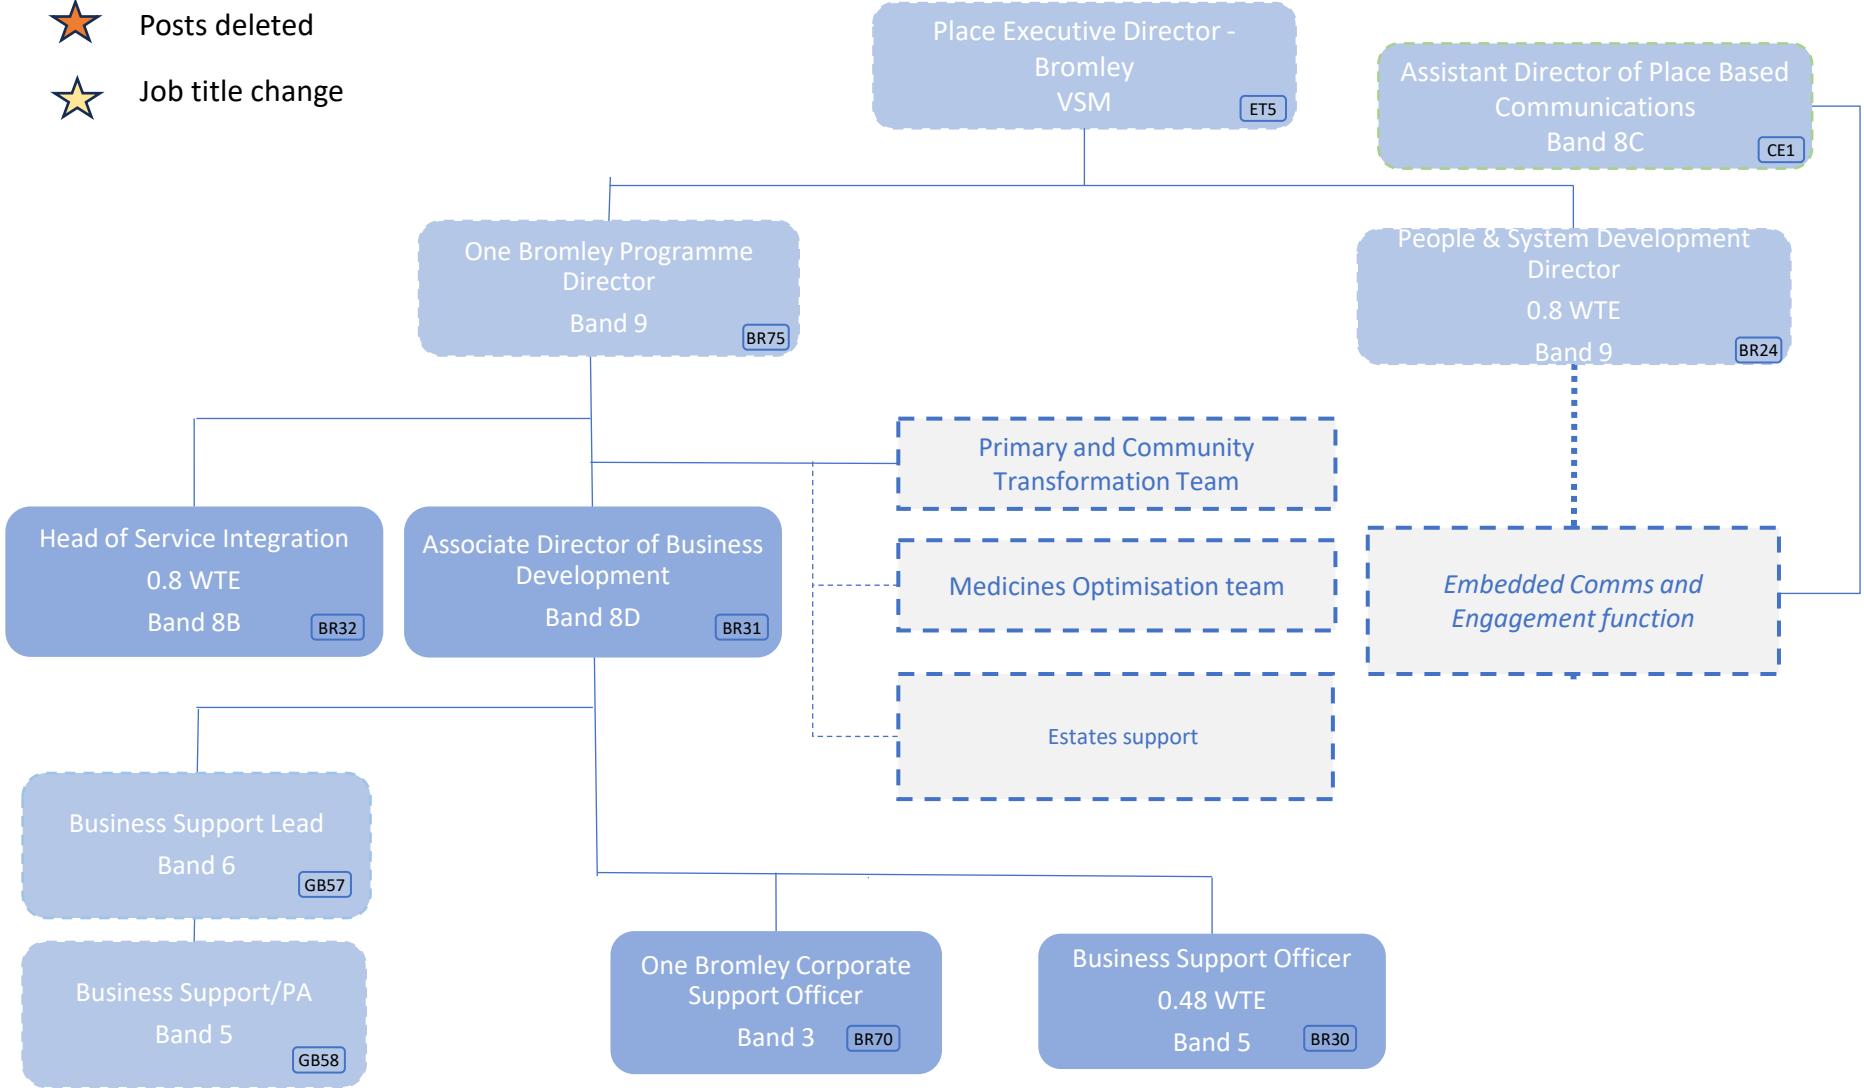 Posts deleted
Job title change
Place Executive Director -
Bromley
VSM
ET5
Assistant Director of Place Based
Communications
Band 8C
CE1
One Bromley Programme
Director
Band 9
BR75
People & System Development
Director
0.8 WTE
Band 9
BR24
Primary and Community
Transformation Team
Head of Service Integration
0.8 WTE
Band 8B
BR32
Associate Director of Business
Development
Band 8D
BR31
Medicines Optimisation team
Embedded Comms and
Engagement function
Estates support
Business Support Lead
Band 6
GB57
Business Support/PA
Band 5
GB58
One Bromley Corporate
Support Officer
Band 3
BR70
Business Support Officer
0.48 WTE
Band 5
BR30